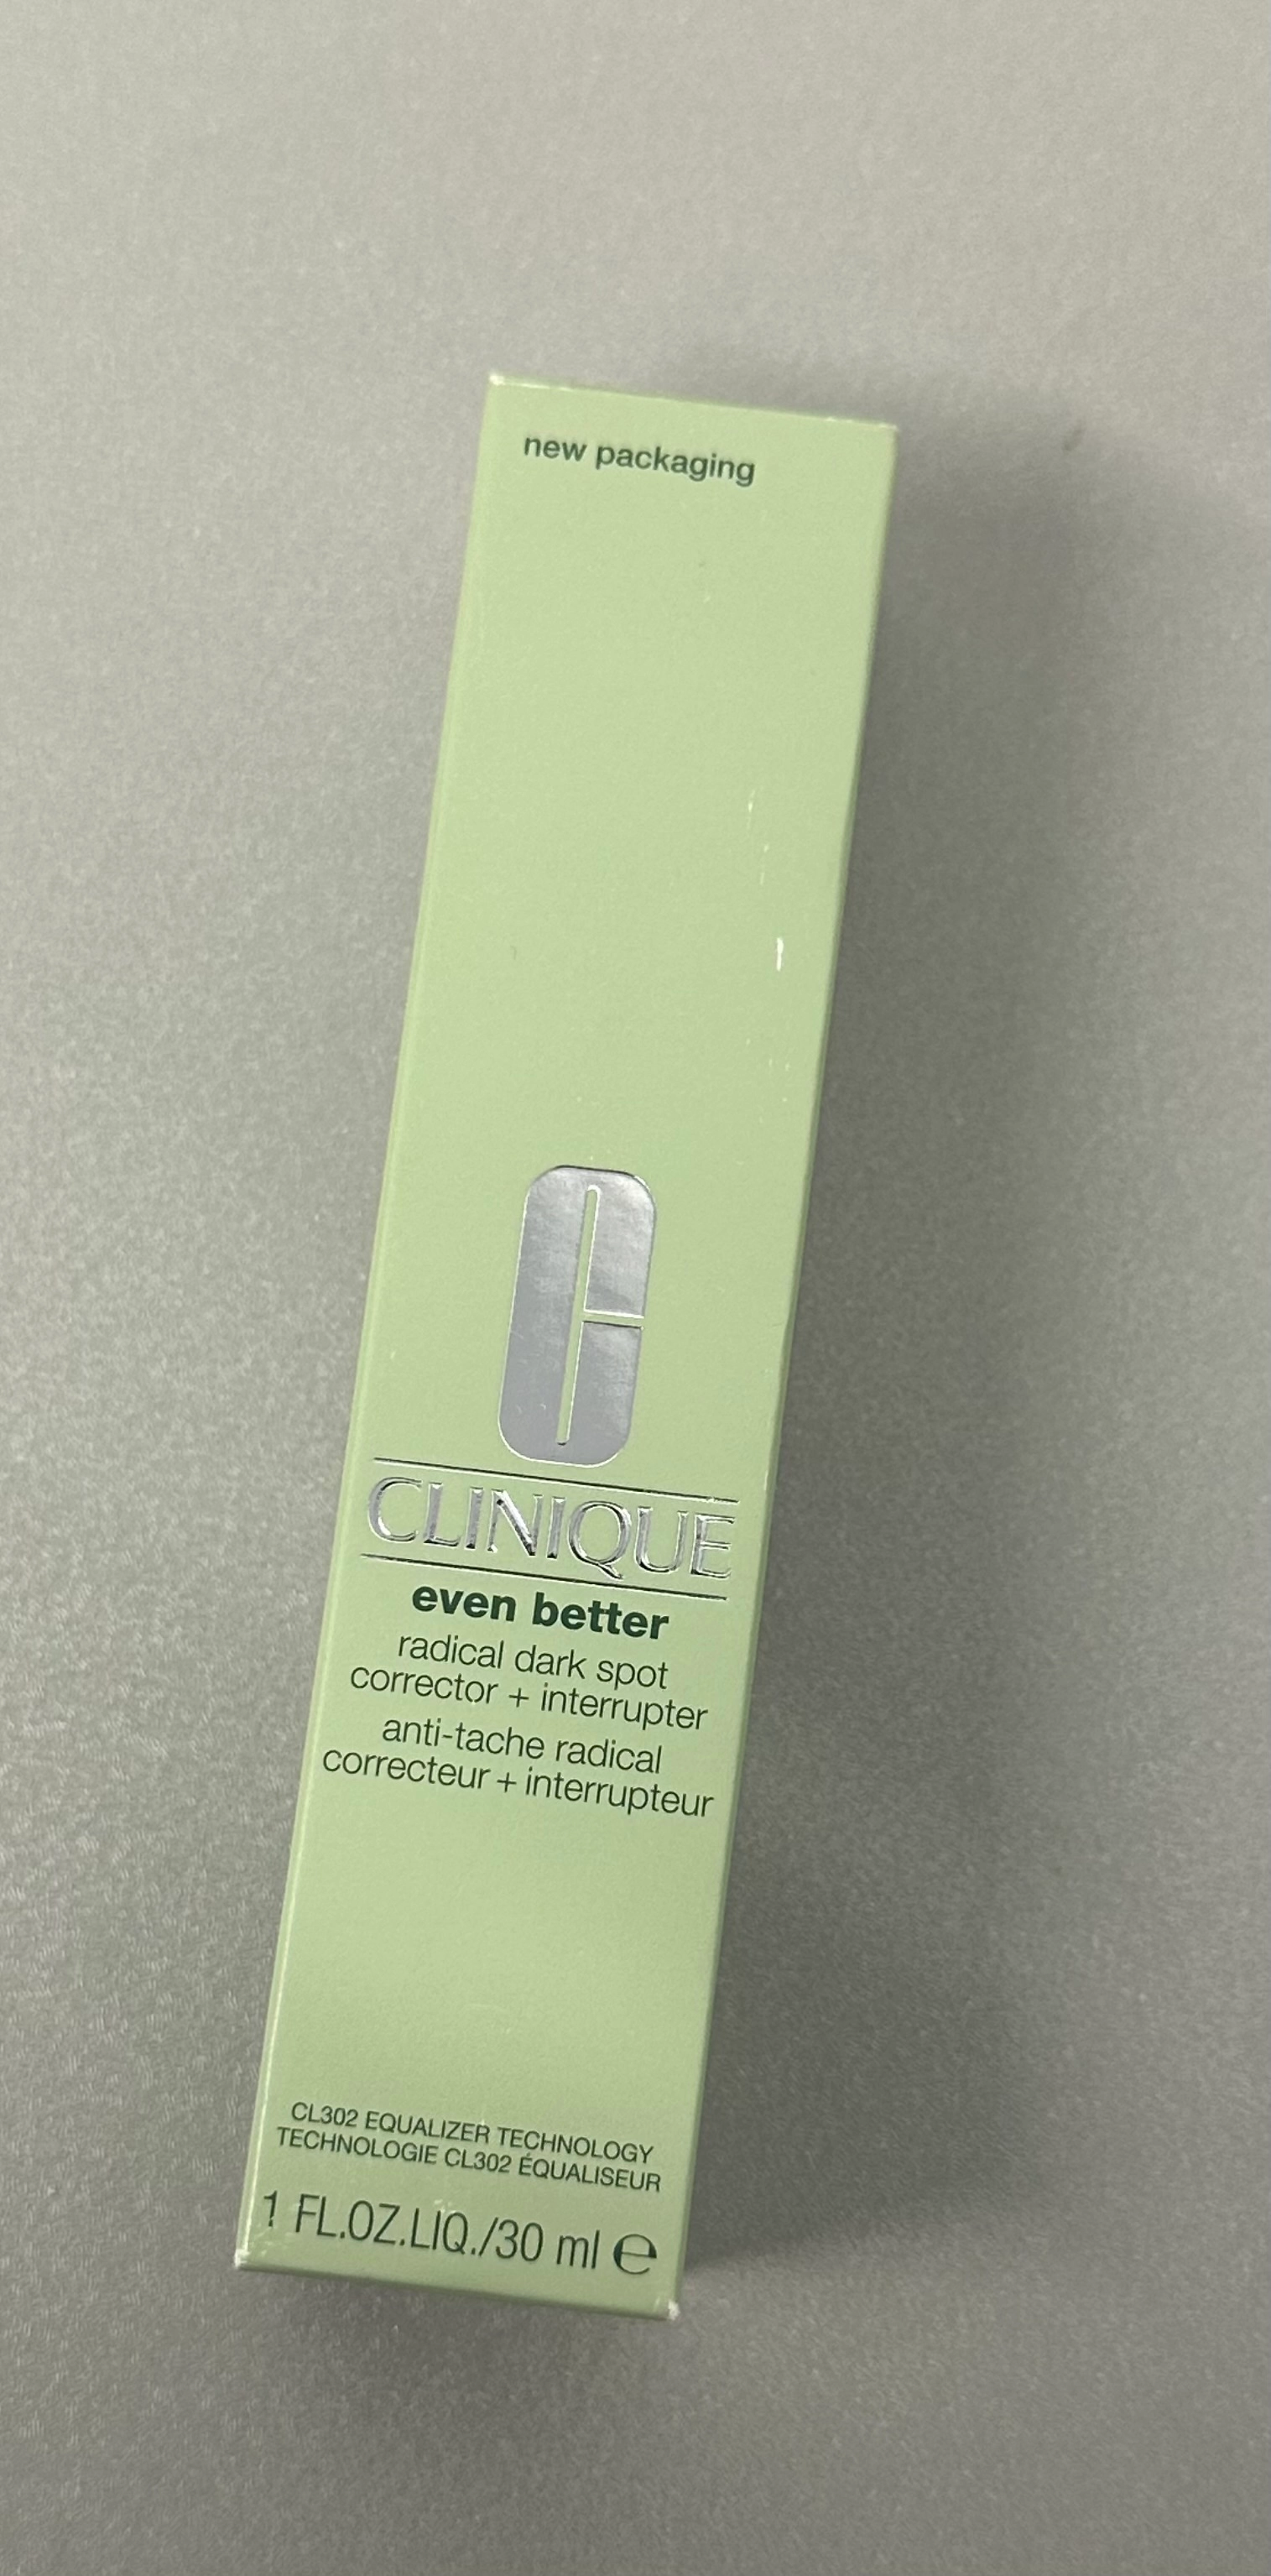 new packaging
CLINIQUE
even better
radical dark spot
corrector + interrupter
anti-tache radical
correcteur + interrupteur
CL302 EQUALIZER TECHNOLOGY
TECHNOLOGIE CL302 ÉQUALISEUR
1 FL.OZ.LIQ./30 ml ℮